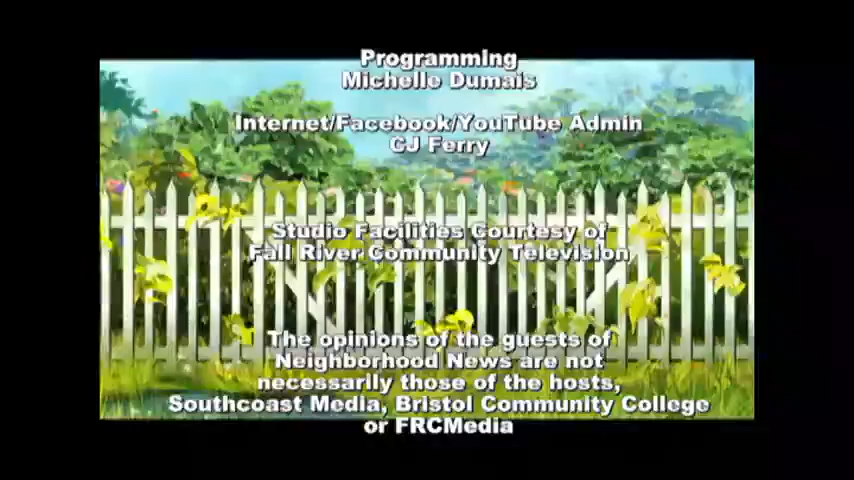 Programming
Michelle Dumais
Internet/Facebook/YouTube Admin
CJ Ferry
Studio Facilities Courtesy of
Fall River Community Television
The opinions of the guests of
Neighborhood News are not
necessarily those of the hosts,
Southcoast Media, Bristol Community College
or FRCMedia